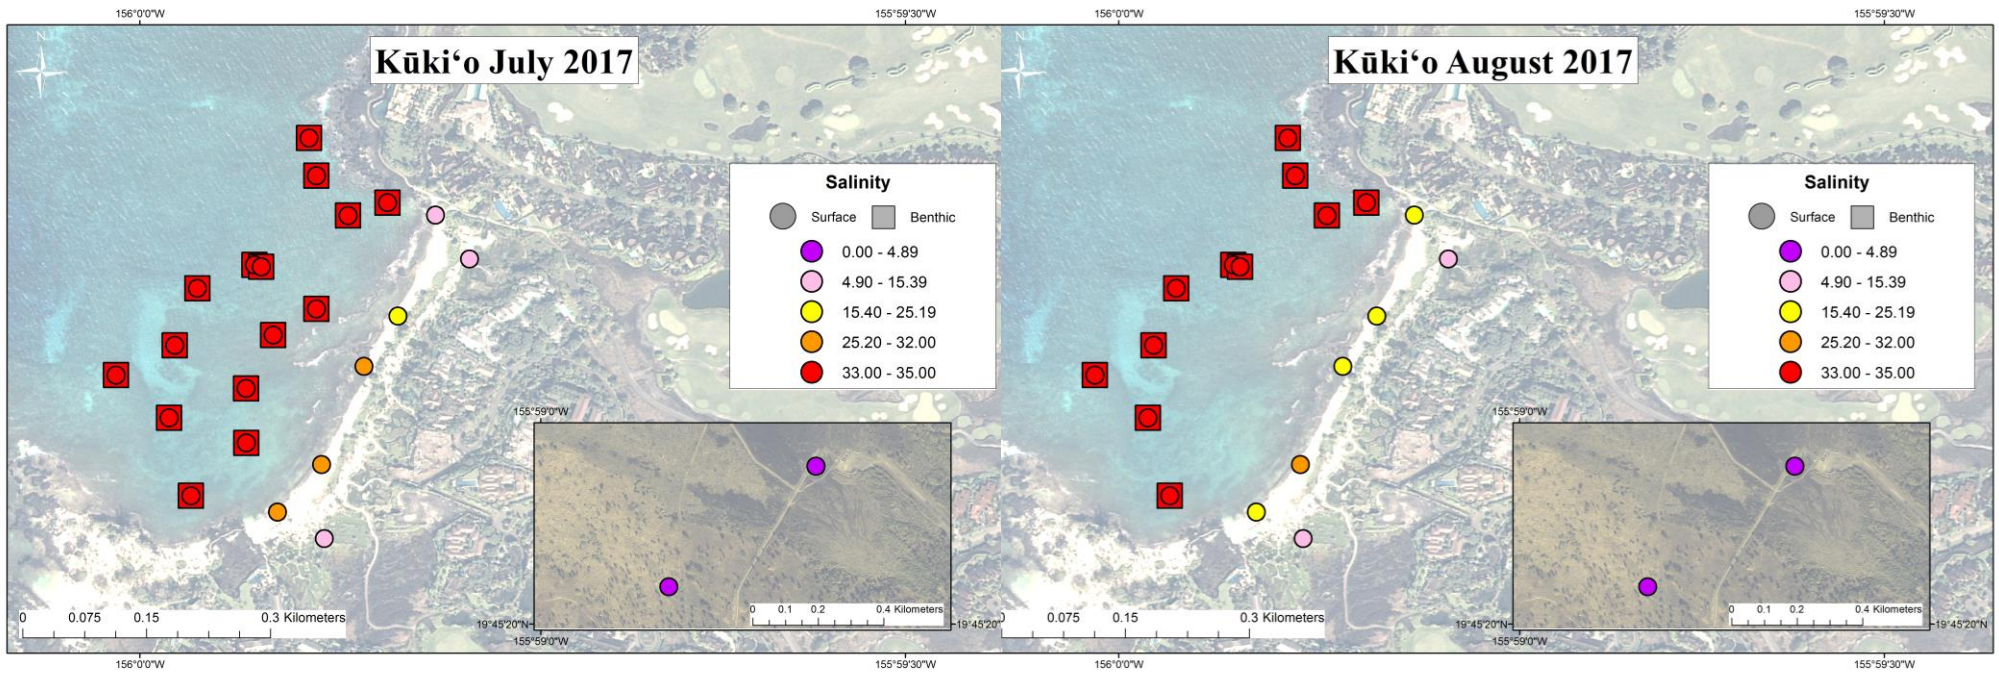 156°0'0"W
155°59'30"W
156°0'0"W
155°59'30"W
N
Kūkiʻo July 2017
Salinity
Surface
Benthic
0.00 - 4.89
4.90 - 15.39
15.40 - 25.19
25.20 - 32.00
33.00 - 35.00
155°59'0"W
0 0.1 0.2 0.4 Kilometers
19°45'20"N
155°59'0"W
0 0.075 0.15 0.3 Kilometers
156°0'0"W
155°59'30"W
N
Kūkiʻo August 2017
Salinity
Surface
Benthic
0.00 - 4.89
4.90 - 15.39
15.40 - 25.19
25.20 - 32.00
33.00 - 35.00
155°59'0"W
0 0.1 0.2 0.4 Kilometers
19°45'20"N
19°45'20"N
155°59'0"W
0 0.075 0.15 0.3 Kilometers
156°0'0"W
155°59'30"W